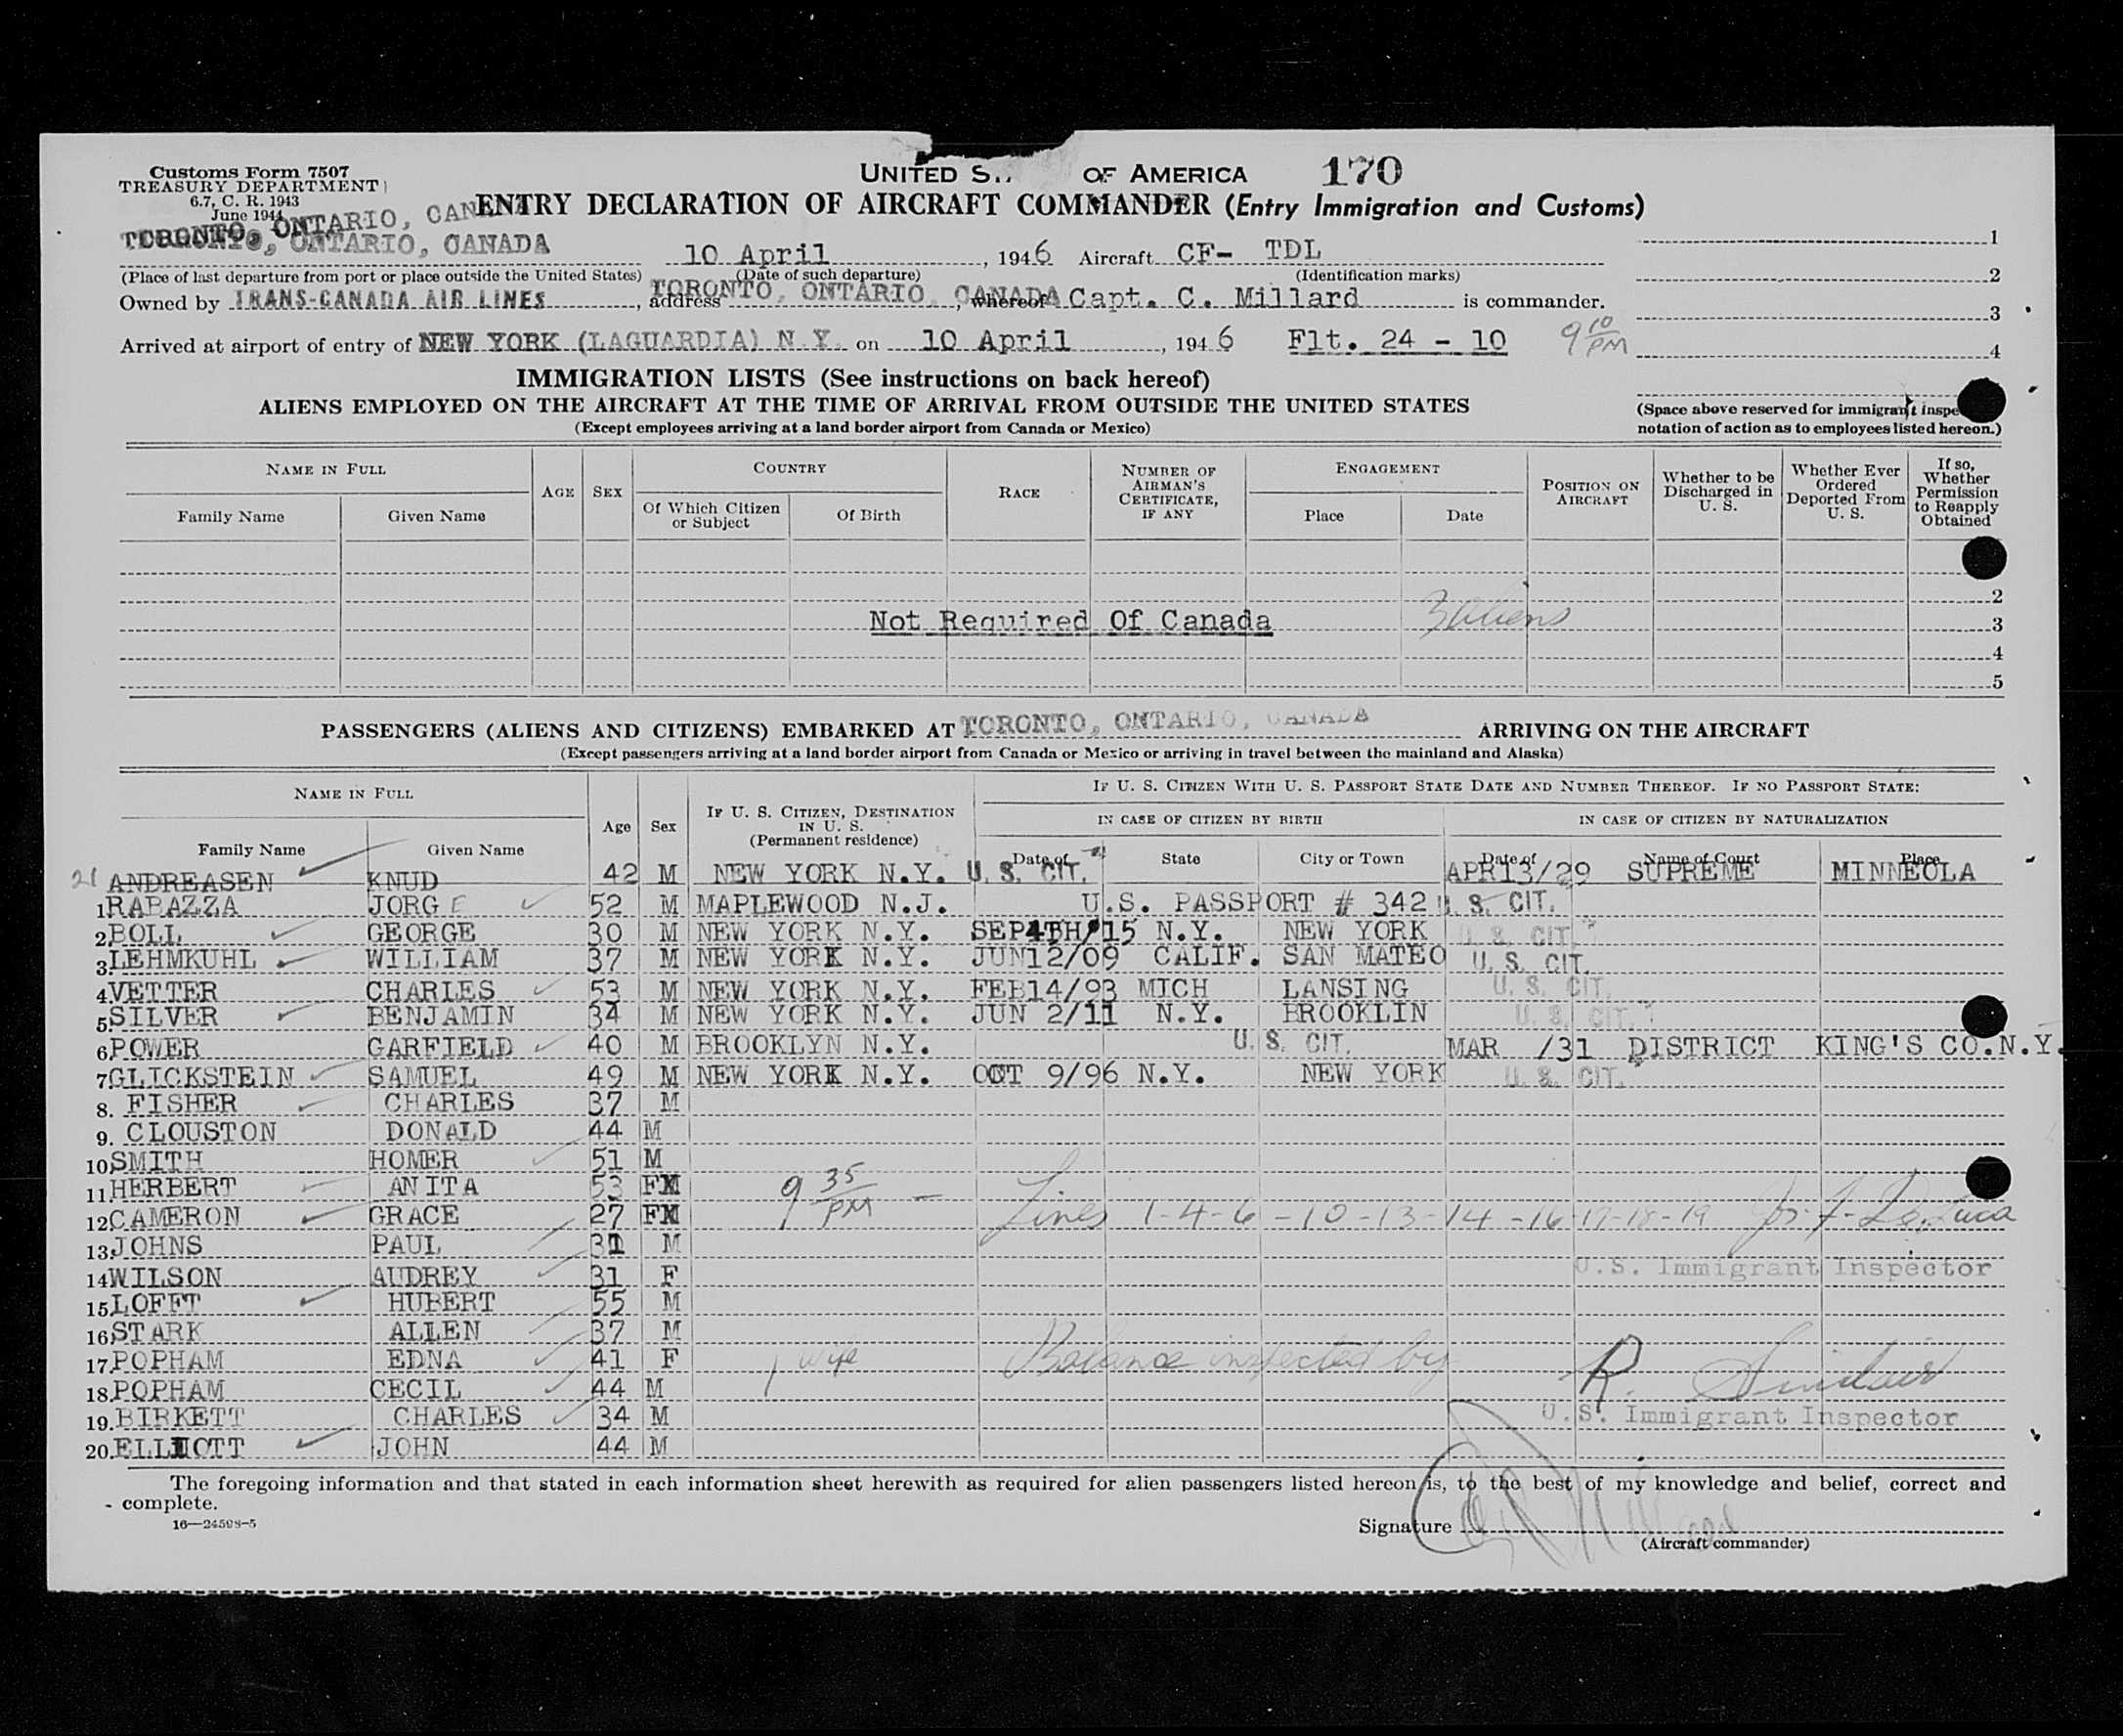 Customs Form 7507
TREASURY DEPARTMENT
6.7, C. R. 1943
June 1944
UNITED S OF AMERICA 170
ENTRY DECLARATION OF AIRCRAFT COMMANDER (Entry Immigration and Customs)
TORONTO, ONTARIO, CANADA
TORONTO, ONTARIO, CANADA 10 April, 1946 Aircraft CF- TDL 1
(Place of last departure from port or place outside the United States) (Date of such departure) (Identification marks) 2
Owned by TRANS-CANADA AIR LINES, address TORONTO, ONTARIO, CANADA, whereof Capt. C. Millard is commander. 3
Arrived at airport of entry of NEW YORK (LAGUARDIA) N.Y. on 10 April, 1946 Flt. 24 - 10 9 10 PM 4
IMMIGRATION LISTS (See instructions on back hereof)
ALIENS EMPLOYED ON THE AIRCRAFT AT THE TIME OF ARRIVAL FROM OUTSIDE THE UNITED STATES
(Except employees arriving at a land border airport from Canada or Mexico)
(Space above reserved for immigrant inspe
notation of action as to employees listed hereon.)
NAME IN FULL AGE SEX COUNTRY RACE NUMBER OF AIRMAN'S CERTIFICATE, IF ANY ENGAGEMENT POSITION ON AIRCRAFT Whether to be Discharged in U. S. Whether Ever Ordered Deported From U. S. If so, Whether Permission to Reapply Obtained
Family Name Given Name Of Which Citizen or Subject Of Birth Place Date
2
Not Required Of Canada 3 aliens 3
4
5
PASSENGERS (ALIENS AND CITIZENS) EMBARKED AT TORONTO, ONTARIO, CANADA ARRIVING ON THE AIRCRAFT
(Except passengers arriving at a land border airport from Canada or Mexico or arriving in travel between the mainland and Alaska)
NAME IN FULL Age Sex IF U. S. CITIZEN, DESTINATION IN U. S. (Permanent residence) IF U. S. CITIZEN WITH U. S. PASSPORT STATE DATE AND NUMBER THEREOF. IF NO PASSPORT STATE:
IN CASE OF CITIZEN BY BIRTH IN CASE OF CITIZEN BY NATURALIZATION
Family Name Given Name Date of State City or Town Date of Name of Court Place
21 ANDREASEN KNUD 42 M NEW YORK N.Y. U. S. CIT. APR13/29 SUPREME MINNEOLA
1 RABAZZA JORGE 52 M MAPLEWOOD N.J. U.S. PASSPORT # 342 U. S. CIT.
2. BOLL GEORGE 30 M NEW YORK N.Y. SEP4TH/15 N.Y. NEW YORK U. S. CIT.
3. LEHMKUHL WILLIAM 37 M NEW YORK N.Y. JUN12/09 CALIF. SAN MATEO U. S. CIT.
4. VETTER CHARLES 53 M NEW YORK N.Y. FEB14/93 MICH LANSING U. S. CIT.
5. SILVER BENJAMIN 34 M NEW YORK N.Y. JUN 2/11 N.Y. BROOKLIN U. S. CIT.
6. POWER GARFIELD 40 M BROOKLYN N.Y. U. S. CIT. MAR /31 DISTRICT KING'S CO.N.Y.
7. GLICKSTEIN SAMUEL 49 M NEW YORK N.Y. OCT 9/96 N.Y. NEW YORK U. S. CIT.
8. FISHER CHARLES 37 M
9. CLOUSTON DONALD 44 M
10 SMITH HOMER 51 M
11 HERBERT ANITA 53 F 9 35 PM -
12 CAMERON GRACE 27 F Lines 1-4-6-10-13-14-16-17-18-19 Jos. F. De Luca
13 JOHNS PAUL 31 M
14 WILSON AUDREY 31 F U.S. Immigrant Inspector
15 LOFFT HUBERT 55 M
16 STARK ALLEN 37 M
17. POPHAM EDNA 41 F wife Balance inspected by R. Sinclair
18. POPHAM CECIL 44 M
19. BIRKETT CHARLES 34 M U.S. Immigrant Inspector
20. ELLIOTT JOHN 44 M
The foregoing information and that stated in each information sheet herewith as required for alien passengers listed hereon is, to the best of my knowledge and belief, correct and
complete.
16—24598-5
Signature
(Aircraft commander)